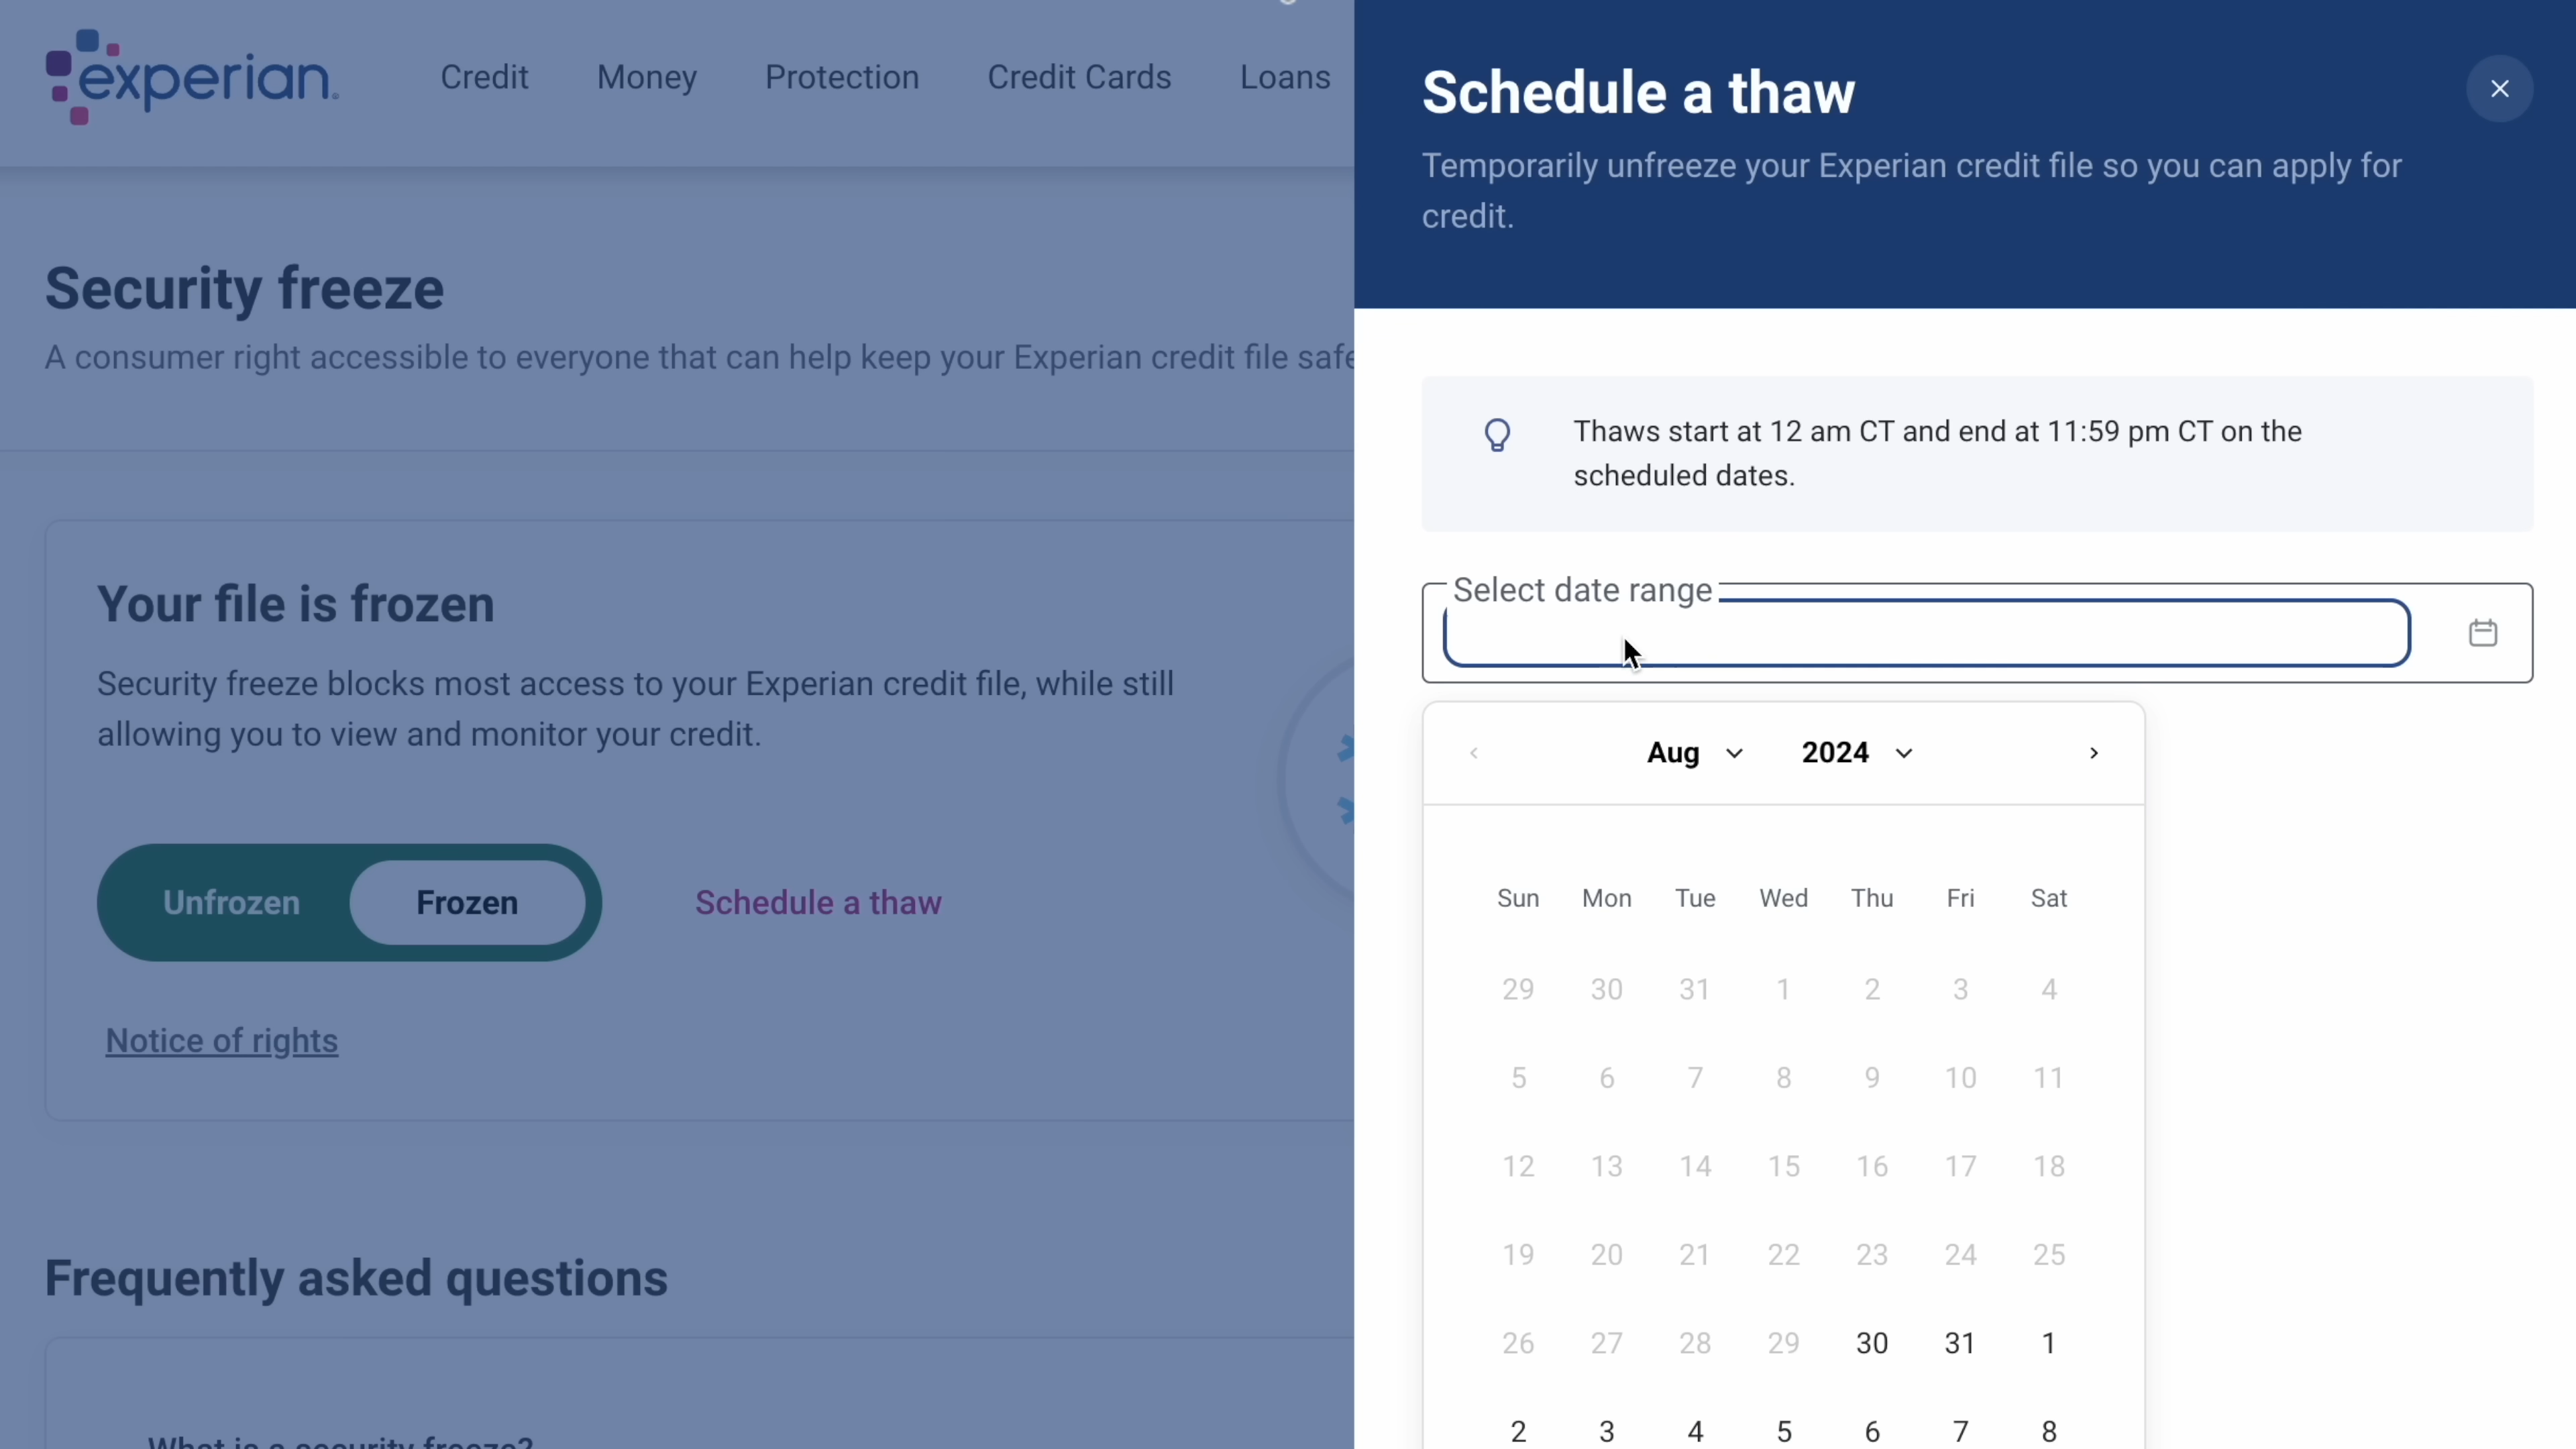 experian.
Credit
Money
Protection
Credit Cards
Loans
Security freeze
A consumer right accessible to everyone that can help keep your Experian credit file safe
Your file is frozen
Security freeze blocks most access to your Experian credit file, while still
allowing you to view and monitor your credit.
Unfrozen
Frozen
Schedule a thaw
Notice of rights
Frequently asked questions
What is a security freeze?
Schedule a thaw
Temporarily unfreeze your Experian credit file so you can apply for
credit.
Thaws start at 12 am CT and end at 11:59 pm CT on the
scheduled dates.
Select date range
Aug 2024
Sun Mon Tue Wed Thu Fri Sat
29 30 31 1 2 3 4
5 6 7 8 9 10 11
12 13 14 15 16 17 18
19 20 21 22 23 24 25
26 27 28 29 30 31 1
2 3 4 5 6 7 8